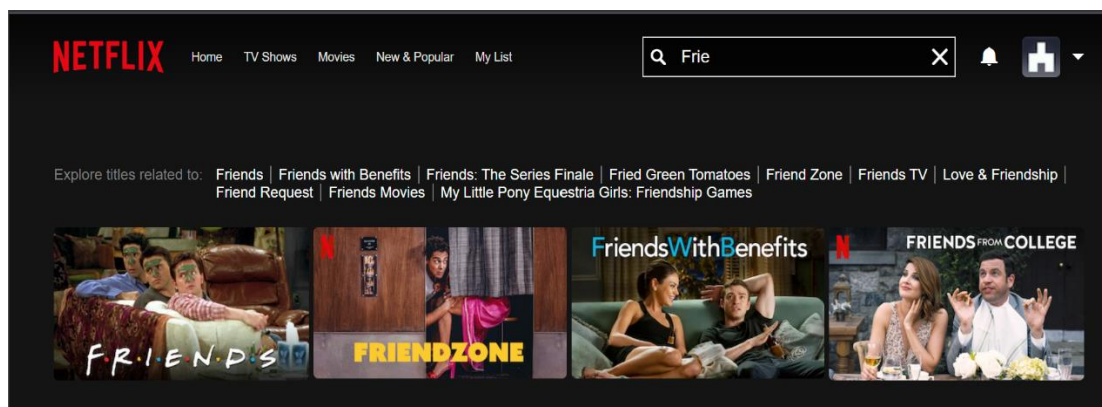 NETFLIX Home TV Shows Movies New & Popular My List Frie
Explore titles related to: Friends | Friends with Benefits | Friends: The Series Finale | Fried Green Tomatoes | Friend Zone | Friends TV | Love & Friendship |
Friend Request | Friends Movies | My Little Pony Equestria Girls: Friendship Games
F·R·I·E·N·D·S
N
FRIENDZONE
FriendsWithBenefits
N
FRIENDS FROM COLLEGE